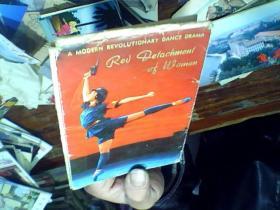 A MODERN REVOLUTIONARY DANCE DRAMA
Red Detachment
of Women